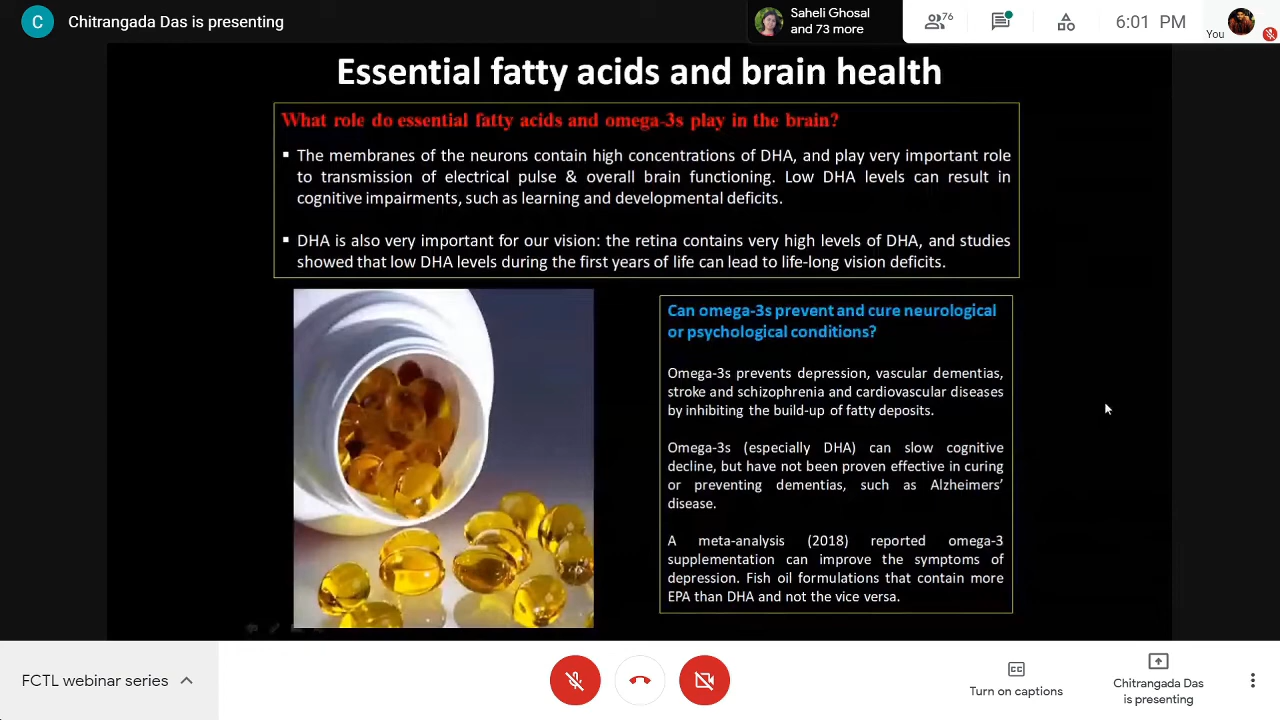 C
Chitrangada Das is presenting
Saheli Ghosal
and 73 more
76
6:01 PM
You
Essential fatty acids and brain health
What role do essential fatty acids and omega-3s play in the brain?
▪ The membranes of the neurons contain high concentrations of DHA, and play very important role
to transmission of electrical pulse & overall brain functioning. Low DHA levels can result in
cognitive impairments, such as learning and developmental deficits.
▪ DHA is also very important for our vision: the retina contains very high levels of DHA, and studies
showed that low DHA levels during the first years of life can lead to life-long vision deficits.
Can omega-3s prevent and cure neurological
or psychological conditions?
Omega-3s prevents depression, vascular dementias,
stroke and schizophrenia and cardiovascular diseases
by inhibiting the build-up of fatty deposits.
Omega-3s (especially DHA) can slow cognitive
decline, but have not been proven effective in curing
or preventing dementias, such as Alzheimers’
disease.
A meta-analysis (2018) reported omega-3
supplementation can improve the symptoms of
depression. Fish oil formulations that contain more
EPA than DHA and not the vice versa.
FCTL webinar series
CC
Turn on captions
Chitrangada Das
is presenting